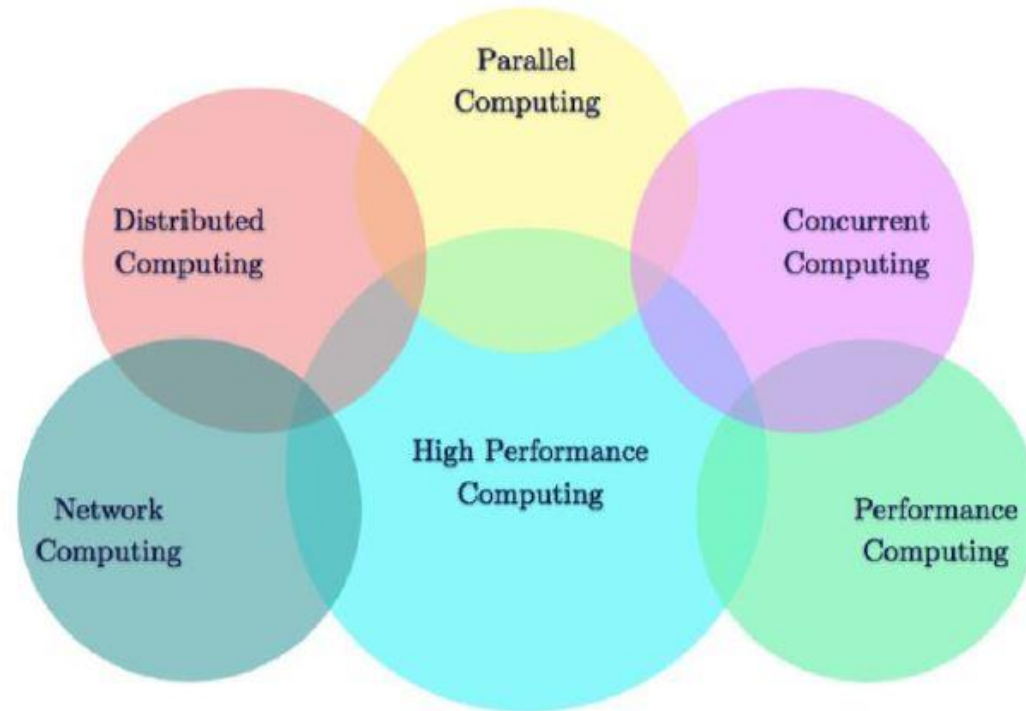 Parallel
Computing
Distributed
Computing
Concurrent
Computing
High Performance
Computing
Network
Computing
Performance
Computing